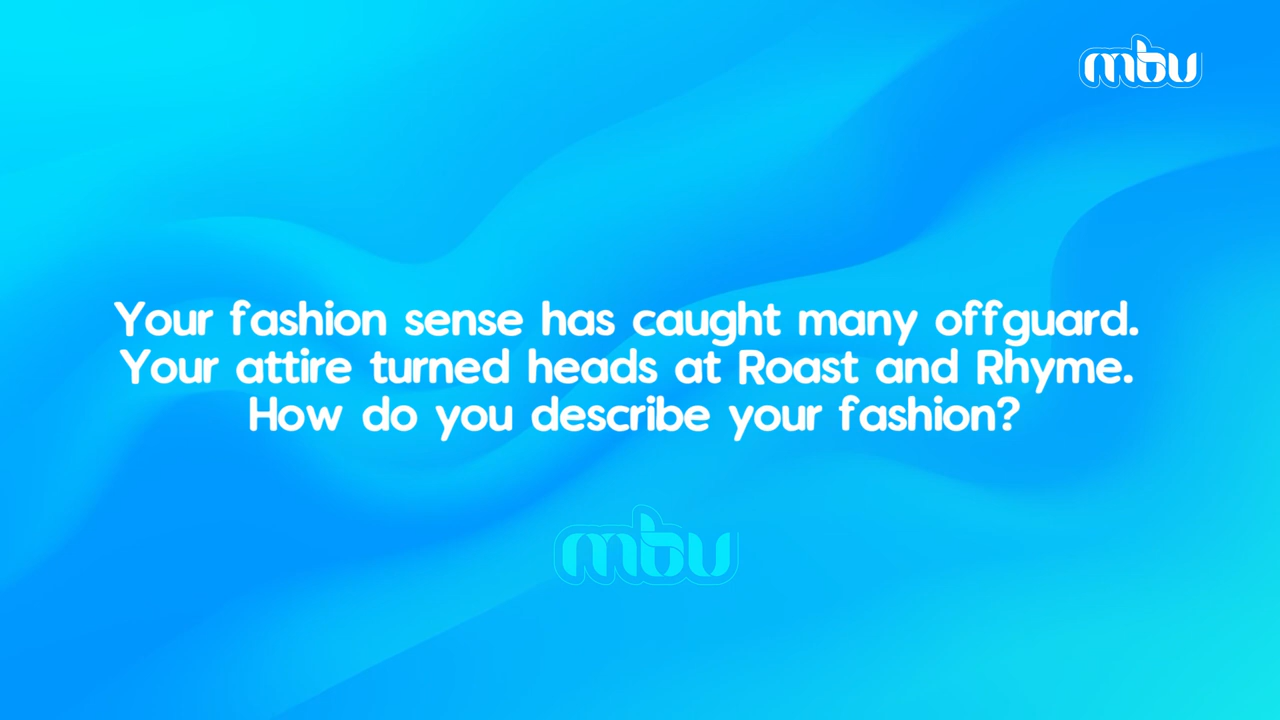 mbu
Your fashion sense has caught many offguard.
Your attire turned heads at Roast and Rhyme.
How do you describe your fashion?
mbu